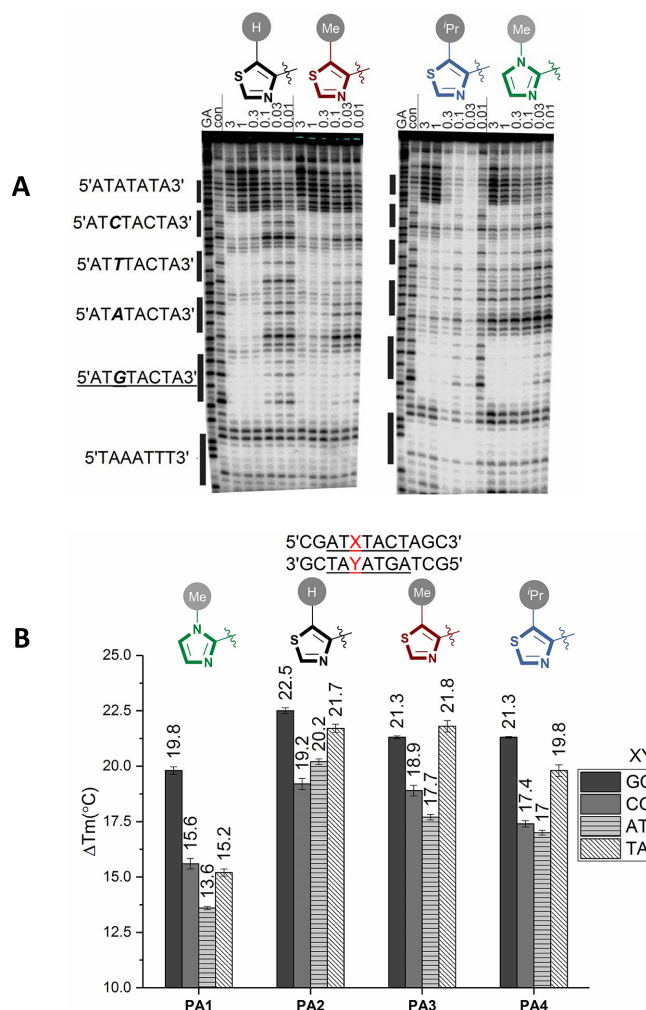 H Me iPr Me
S N S N S N N N
GA con 3 1 0.3 0.1 0.03 0.01 3 1 0.3 0.1 0.03 0.01
GA con 3 1 0.3 0.1 0.03 0.01 3 1 0.3 0.1 0.03 0.01
A
5'ATATATA3'
5'ATCTACTA3'
5'ATTTACTA3'
5'ATATACTA3'
5'ATGTACTA3'
5'TAAATTT3'
5'CGATXTACTAGC3'
3'GCTAYATGATCG5'
B
Me H Me iPr
N N S N S N S N
ΔTm(°C)
25.0
22.5
20.0
17.5
15.0
12.5
10.0
19.8 15.6 13.6 15.2
22.5 19.2 20.2 21.7
21.3 18.9 17.7 21.8
21.3 17.4 17 19.8
XY
GC
CG
AT
TA
PA1 PA2 PA3 PA4